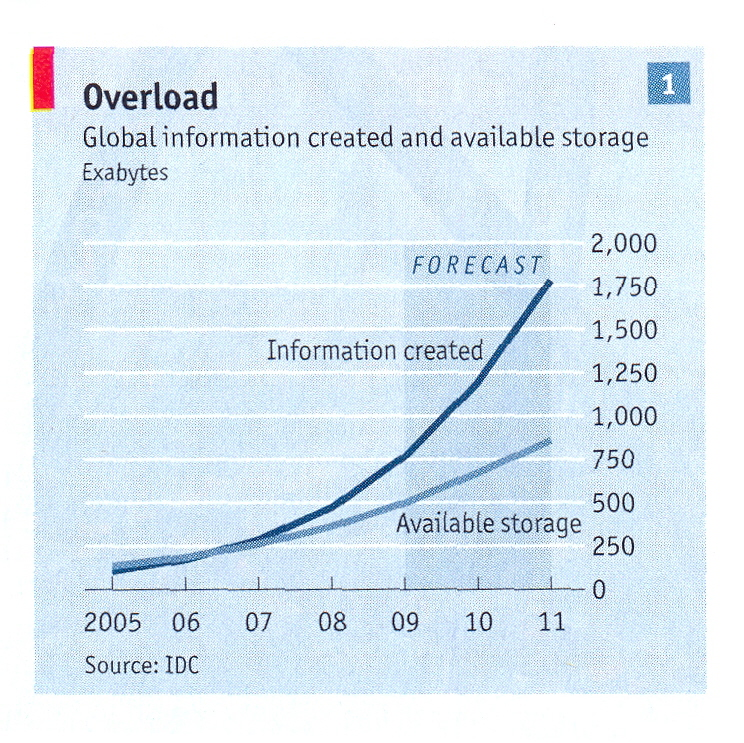 1
Overload
Global information created and available storage
Exabytes
2,000
FORECAST
1,750
1,500
Information created
1,250
1,000
750
500
Available storage
250
0
2005 06 07 08 09 10 11
Source: IDC